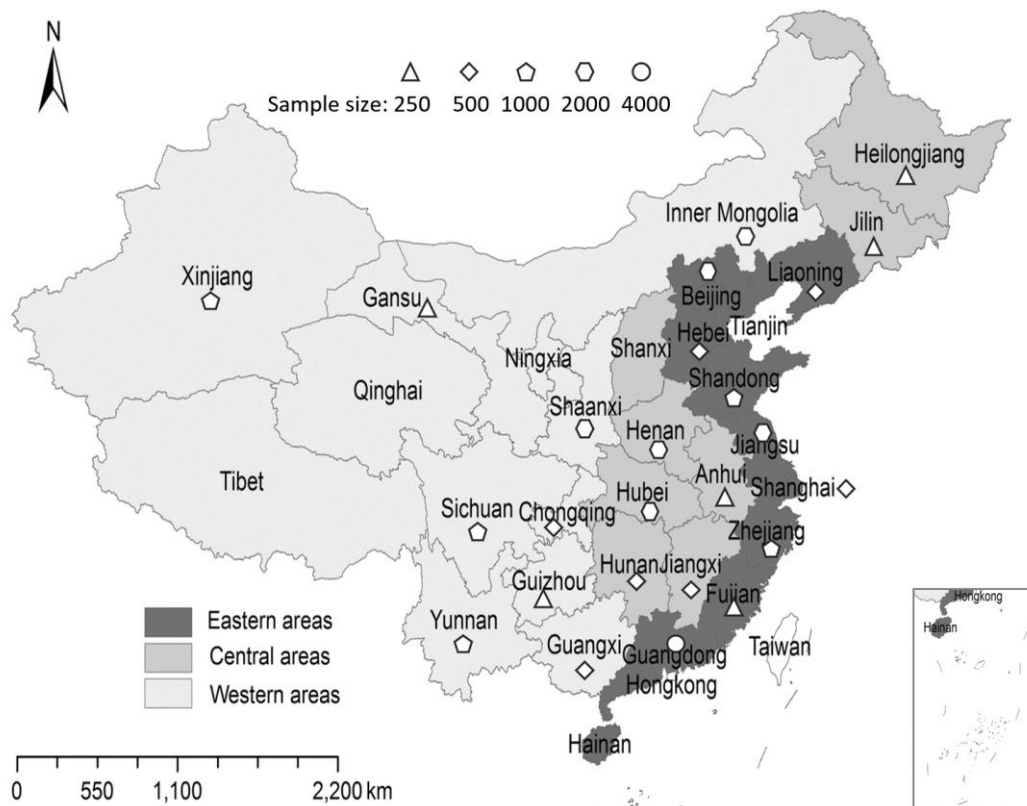 N
Sample size: 250 500 1000 2000 4000
Heilongjiang
Inner Mongolia
Jilin
Xinjiang
Liaoning
Gansu
Beijing
Tianjin
Hebei
Shanxi
Ningxia
Shandong
Qinghai
Shaanxi
Henan
Jiangsu
Anhui
Tibet
Shanghai
Hubei
Sichuan
Chongqing
Zhejiang
Hunan
Jiangxi
Guizhou
Fujian
Yunnan
Guangxi
Guangdong
Taiwan
Hongkong
Hainan
Eastern areas
Central areas
Western areas
0 550 1,100 2,200 km
Hongkong
Hainan